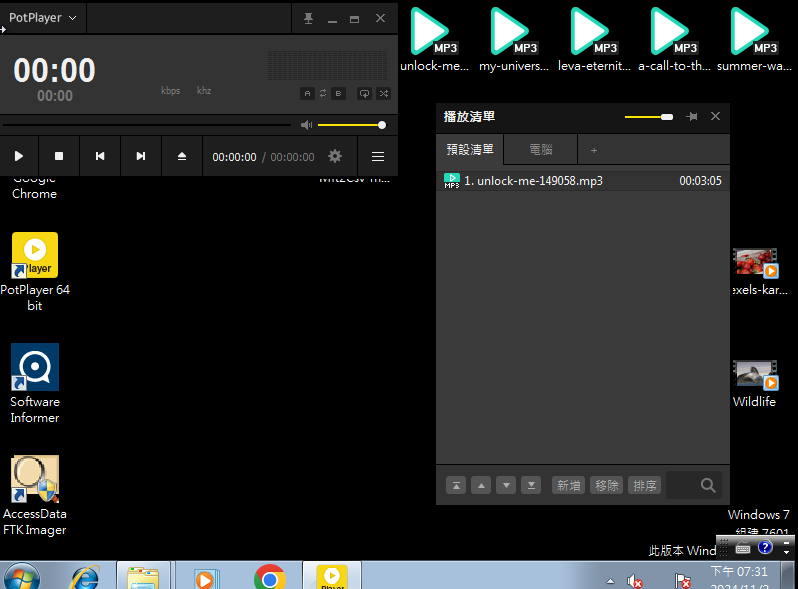 PotPlayer
00:00
00:00
kbps
khz
A
B
00:00:00 / 00:00:00
MP3
MP3
MP3
MP3
MP3
unlock-me...
my-univers...
leva-eternit...
a-call-to-th...
summer-wa...
播放清單
預設清單
電腦
+
MP3
1. unlock-me-149058.mp3
00:03:05
新增
移除
排序
Google
Chrome
layer
PotPlayer 64
bit
Software
Informer
AccessData
FTK Imager
exels-kar...
Wildlife
Windows 7
組建 7601
此版本 Wind
下午 07:31
2024/11/2
Player